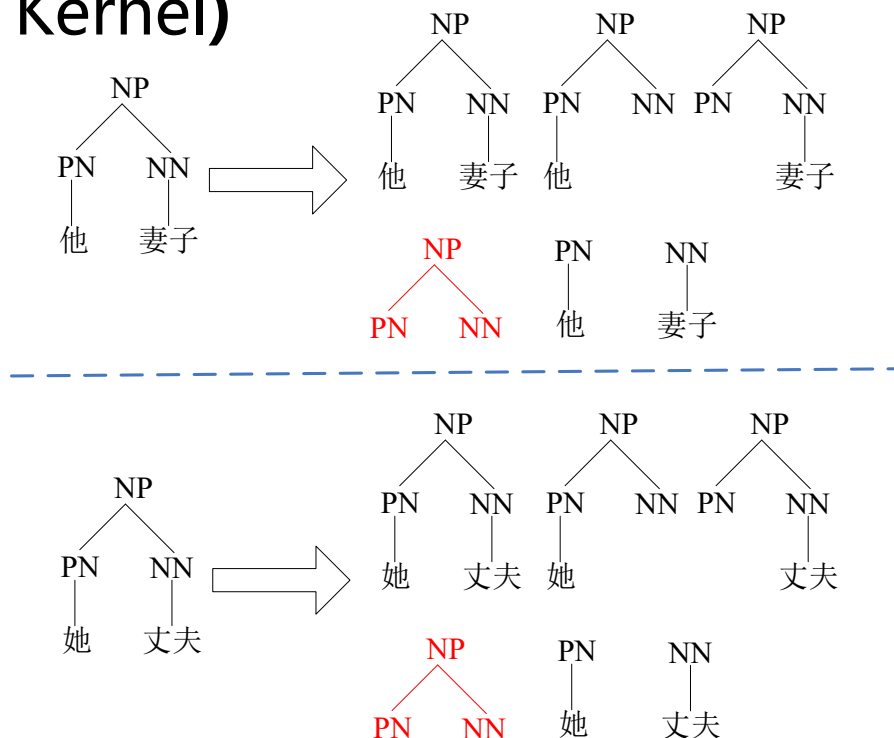 Kernel)
NP NP NP
NP
PN NN PN NN PN NN
PN NN
他 妻子 他 妻子
他 妻子
NP PN NN
PN NN 他 妻子
NP NP NP
NP
PN NN PN NN PN NN
PN NN
她 丈夫 她 丈夫
她 丈夫
NP PN NN
PN NN 她 丈夫